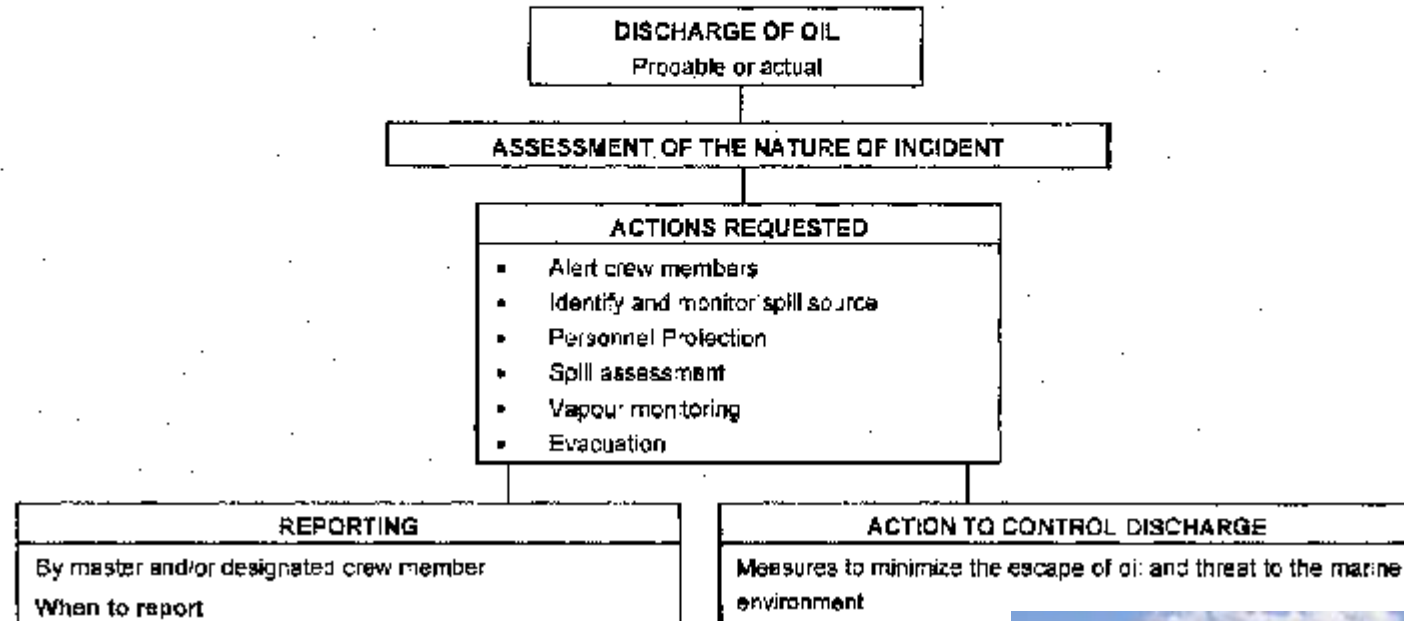 DISCHARGE OF OIL
Probable or actual
ASSESSMENT OF THE NATURE OF INCIDENT
ACTIONS REQUESTED
• Alert crew members
• Identify and monitor spill source
• Personnel Protection
• Spill assessment
• Vapour monitoring
• Evacuation
REPORTING
By master and/or designated crew member
When to report
ACTION TO CONTROL DISCHARGE
Measures to minimize the escape of oil and threat to the marine
environment